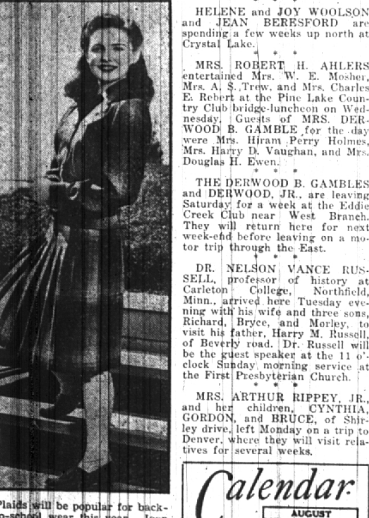 HELENE and JOY WOOLSON
and JEAN BERESFORD are
spending a few weeks up north at
Crystal Lake.
* * *
MRS. ROBERT H. AHLERS
entertained Mrs. W. E. Mosher,
Mrs. A. S. Trew, and Mrs. Charles
E. Rebert at the Pine Lake Coun-
try Club bridge-luncheon on Wed-
nesday. Guests of MRS. DER-
WOOD B. GAMBLE for the day
were Mrs. Hiram Perry Holmes,
Mrs. Harry D. Vaughan, and Mrs.
Douglas H. Ewen.
* * *
THE DERWOOD B. GAMBLES
and DERWOOD, JR., are leaving
Saturday for a week at the Eddie
Creek Club near West Branch.
They will return here for next
week-end before leaving on a mo-
tor trip through the East.
* * *
DR. NELSON VANCE RUS-
SELL, professor of history at
Carleton College, Northfield,
Minn., arrived here Tuesday eve-
ning with his wife and three sons,
Richard, Bryce, and Morley, to
visit his father, Harry M. Russell,
of Beverly road. Dr. Russell will
be the guest speaker at the 11 o'-
clock Sunday morning service at
the First Presbyterian Church.
* * *
MRS. ARTHUR RIPPEY, JR.,
and her children, CYNTHIA,
GORDON, and BRUCE, of Shir-
ley drive, left Monday on a trip to
Denver, where they will visit rela-
tives for several weeks.
Calendar
AUGUST
Plaids will be popular for back-